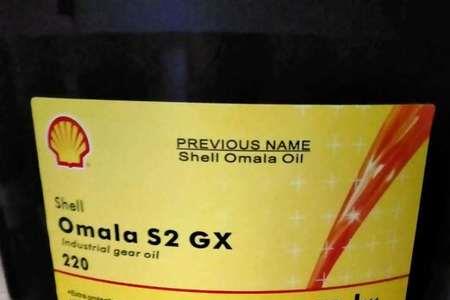 PREVIOUS NAME
Shell Omala Oil
Shell
Omala S2 GX
Industrial gear oil
220